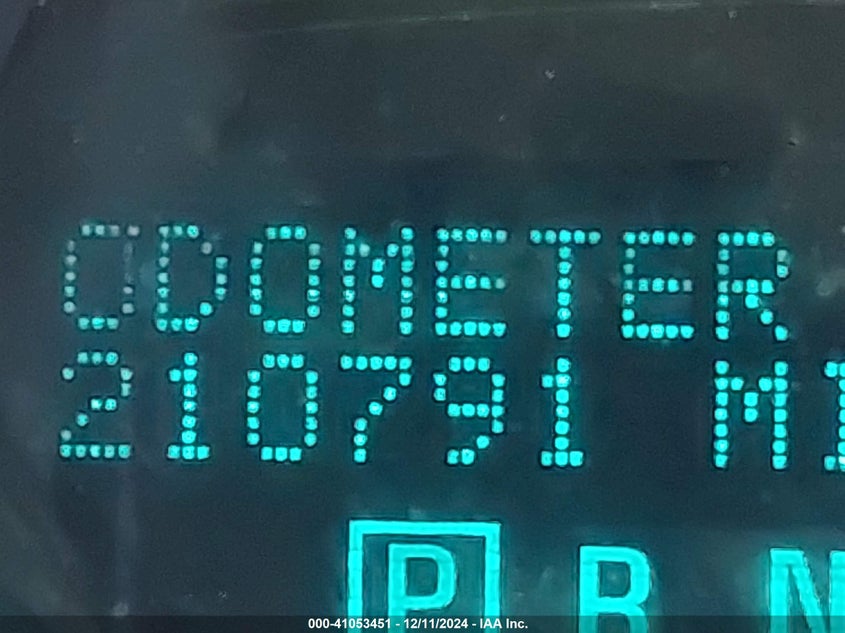 ODOMETER
210791 MI
P R N
000-41053451 - 12/11/2024 - IAA Inc.